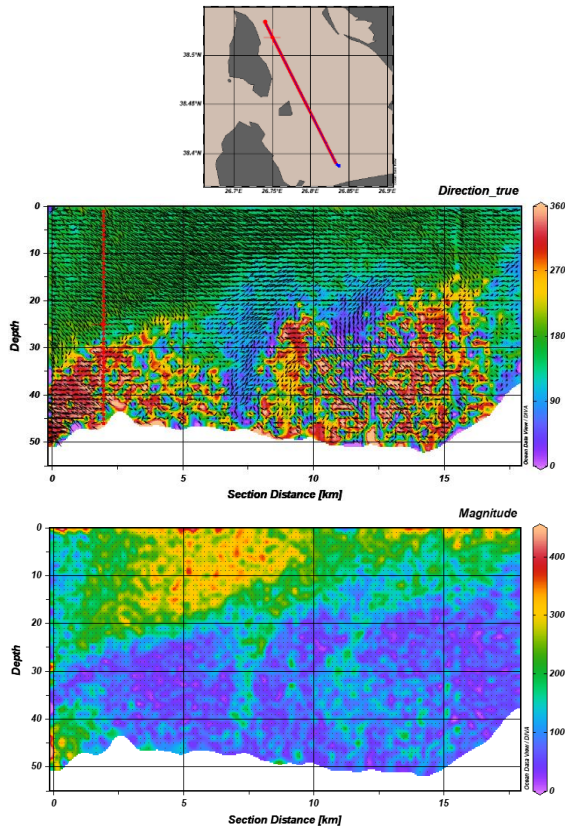 38.5°N
38.45°N
38.4°N
26.7°E
26.75°E
26.8°E
26.85°E
26.9°E
Direction_true
0
10
20
30
40
50
Depth
0
5
10
15
Section Distance [km]
360
270
180
90
0
Ocean Data View / DIVA
Magnitude
0
10
20
30
40
50
Depth
0
5
10
15
Section Distance [km]
400
300
200
100
0
Ocean Data View / DIVA